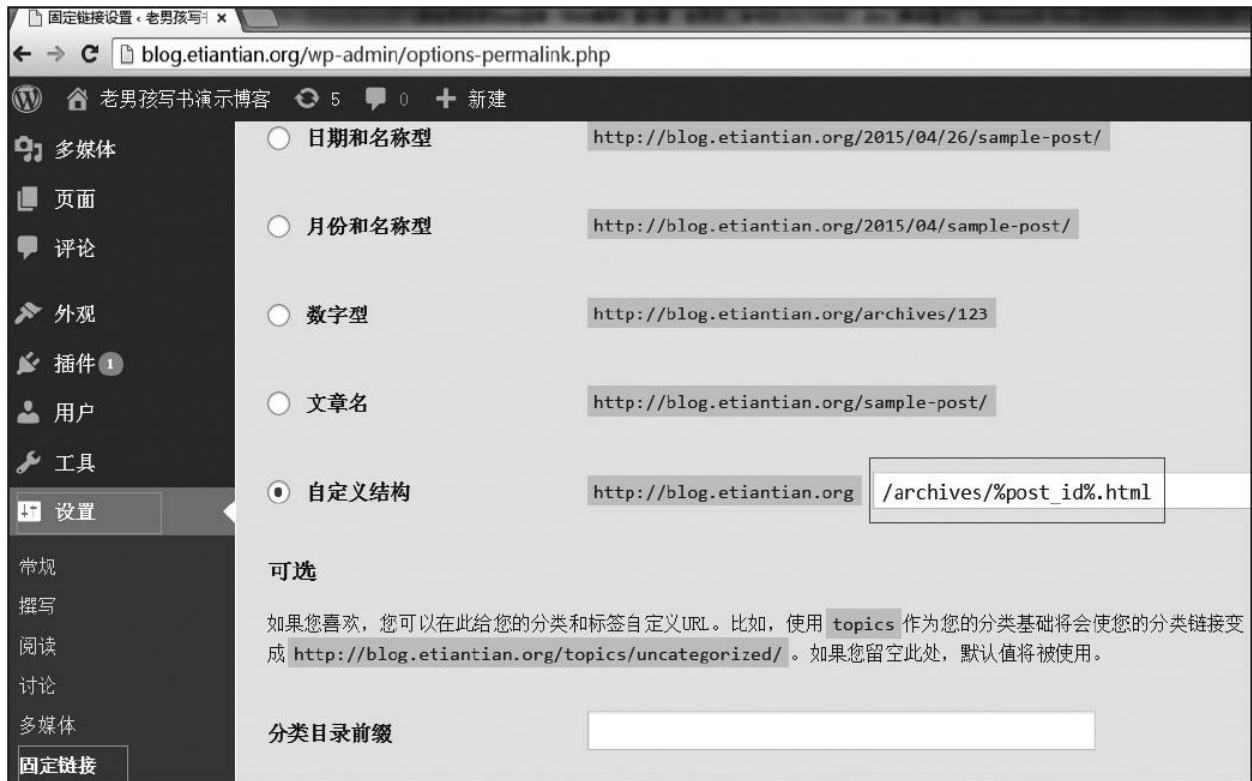 固定链接设置 ‹ 老男孩写书
blog.etiantian.org/wp-admin/options-permalink.php
老男孩写书演示博客 5 0 新建
多媒体
页面
评论
外观
插件 1
用户
工具
设置
常规
撰写
阅读
讨论
多媒体
固定链接
日期和名称型 http://blog.etiantian.org/2015/04/26/sample-post/
月份和名称型 http://blog.etiantian.org/2015/04/sample-post/
数字型 http://blog.etiantian.org/archives/123
文章名 http://blog.etiantian.org/sample-post/
自定义结构 http://blog.etiantian.org /archives/%post_id%.html
可选
如果您喜欢，您可以在此给您的分类和标签自定义URL。比如，使用 topics 作为您的分类基础将会使您的分类链接变
成 http://blog.etiantian.org/topics/uncategorized/ 。如果您留空此处，默认值将被使用。
分类目录前缀